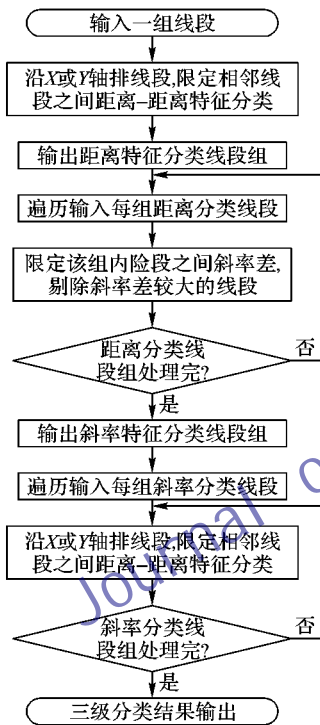 输入一组线段
沿X或Y轴排线段,限定相邻线
段之间距离–距离特征分类
输出距离特征分类线段组
遍历输入每组距离分类线段
限定该组内险段之间斜率差,
剔除斜率差较大的线段
距离分类线
段组处理完?
否
是
输出斜率特征分类线段组
遍历输入每组斜率分类线段
沿X或Y轴排线段,限定相邻线
段之间距离–距离特征分类
斜率分类线
段组处理完?
否
是
三级分类结果输出
Journal o